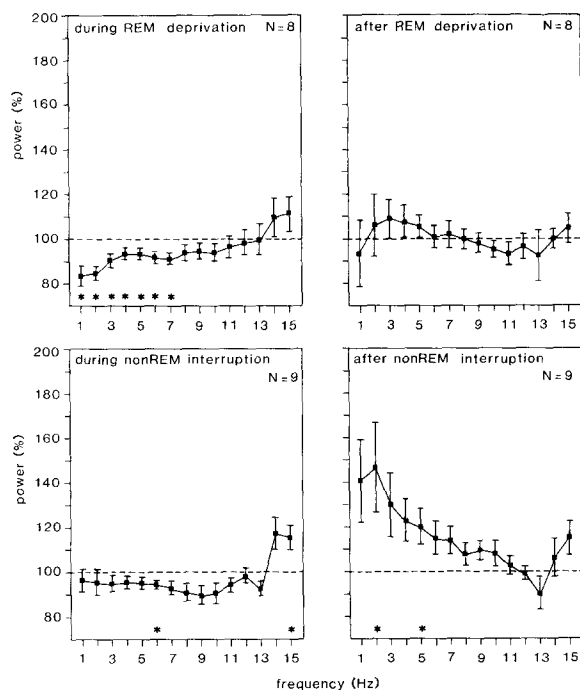 during REM deprivation N=8
after REM deprivation N=8
power (%)
200
180
160
140
120
100
80
* * * * * * *
1 3 5 7 9 11 13 15
1 3 5 7 9 11 13 15
during nonREM interruption
N=9
after nonREM interruption
N=9
power (%)
200
180
160
140
120
100
80
* *
* *
1 3 5 7 9 11 13 15
1 3 5 7 9 11 13 15
frequency (Hz)